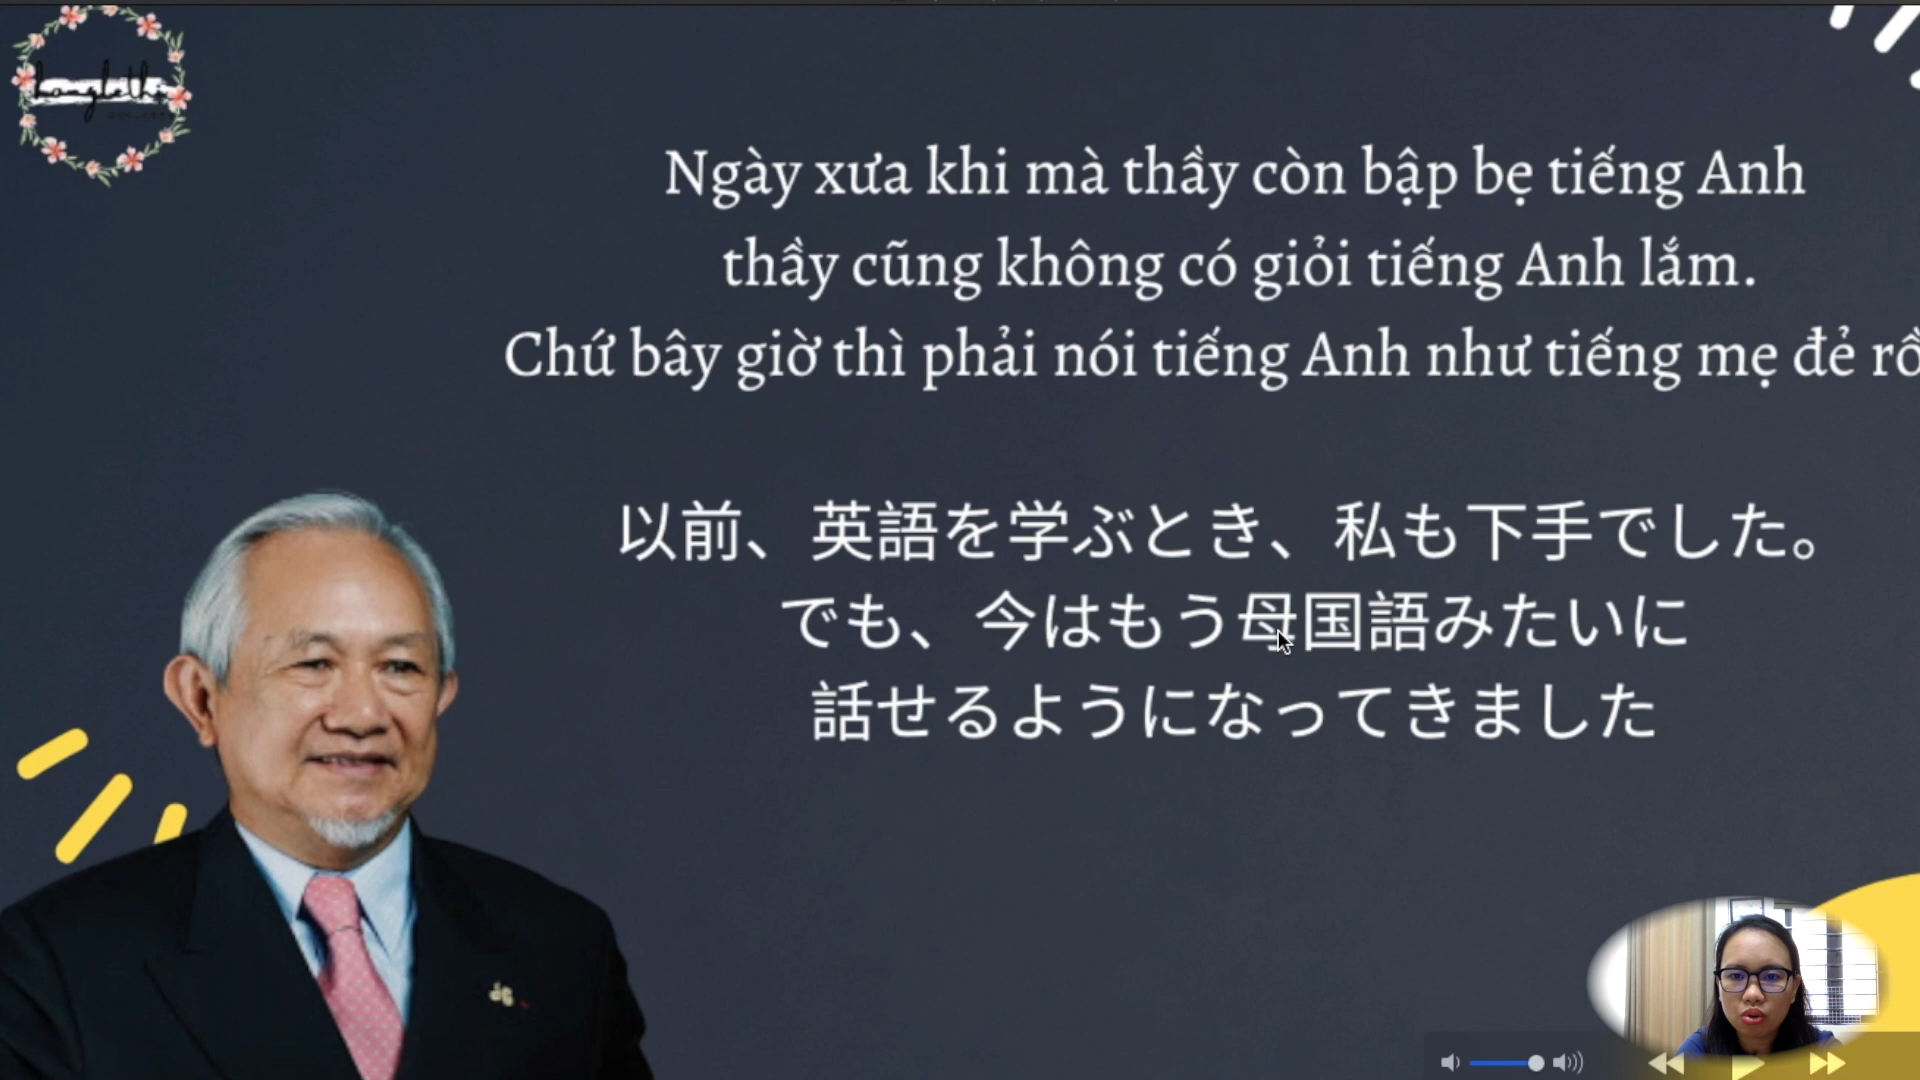 Ngày xưa khi mà thầy còn bập bẹ tiếng Anh
thầy cũng không có giỏi tiếng Anh lắm.
Chứ bây giờ thì phải nói tiếng Anh như tiếng mẹ đẻ
以前、英語を学ぶとき、私も下手でした。
でも、今はもう母国語みたいに
話せるようになってきました